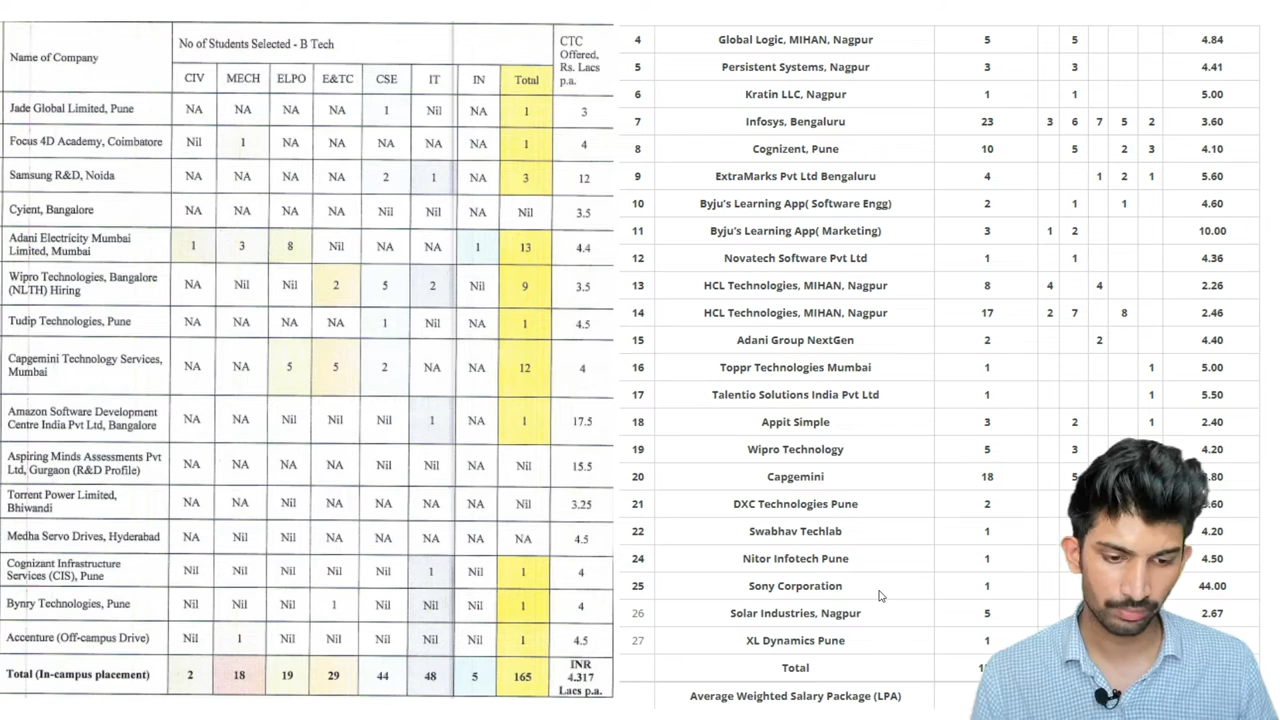 No of Students Selected - B Tech
Name of Company
CTC
Offered,
Rs. Lacs
p.a.
CIV MECH ELPO E&TC CSE IT IN Total
Jade Global Limited, Pune NA NA NA NA 1 Nil NA 1 3
Focus 4D Academy, Coimbatore Nil 1 NA NA NA NA NA 1 4
Samsung R&D, Noida NA NA NA NA 2 1 NA 3 12
Cyient, Bangalore NA NA NA NA Nil Nil NA Nil 3.5
Adani Electricity Mumbai
Limited, Mumbai 1 3 8 Nil NA NA 1 13 4.4
Wipro Technologies, Bangalore
(NLTH) Hiring NA Nil Nil 2 5 2 Nil 9 3.5
Tudip Technologies, Pune NA NA NA NA 1 Nil NA 1 4.5
Capgemini Technology Services,
Mumbai NA NA 5 5 2 NA NA 12 4
Amazon Software Development
Centre India Pvt Ltd, Bangalore NA NA Nil Nil Nil 1 NA 1 17.5
Aspiring Minds Assessments Pvt
Ltd, Gurgaon (R&D Profile) NA NA NA NA Nil Nil NA Nil 15.5
Torrent Power Limited,
Bhiwandi NA NA Nil NA NA NA NA Nil 3.25
Medha Servo Drives, Hyderabad NA Nil Nil NA NA NA NA NA 4.5
Cognizant Infrastructure
Services (CIS), Pune Nil Nil Nil Nil Nil 1 Nil 1 4
Bynry Technologies, Pune Nil Nil Nil 1 Nil Nil Nil 1 4
Accenture (Off-campus Drive) Nil 1 Nil Nil Nil Nil Nil 1 4.5
Total (In-campus placement) 2 18 19 29 44 48 5 165 INR
4.317
Lacs p.a.
4 Global Logic, MIHAN, Nagpur 5 5 4.84
5 Persistent Systems, Nagpur 3 3 4.41
6 Kratin LLC, Nagpur 1 1 5.00
7 Infosys, Bengaluru 23 3 6 7 5 2 3.60
8 Cognizent, Pune 10 5 2 3 4.10
9 ExtraMarks Pvt Ltd Bengaluru 4 1 2 1 5.60
10 Byju's Learning App( Software Engg) 2 1 1 4.60
11 Byju's Learning App( Marketing) 3 1 2 10.00
12 Novatech Software Pvt Ltd 1 1 4.36
13 HCL Technologies, MIHAN, Nagpur 8 4 4 2.26
14 HCL Technologies, MIHAN, Nagpur 17 2 7 8 2.46
15 Adani Group NextGen 2 2 4.40
16 Toppr Technologies Mumbai 1 1 5.00
17 Talentio Solutions India Pvt Ltd 1 1 5.50
18 Appit Simple 3 2 1 2.40
19 Wipro Technology 5 3 4.20
20 Capgemini 18 5 .80
21 DXC Technologies Pune 2 .60
22 Swabhav Techlab 1 4.20
24 Nitor Infotech Pune 1 4.50
25 Sony Corporation 1 44.00
26 Solar Industries, Nagpur 5 2.67
27 XL Dynamics Pune 1
Total
Average Weighted Salary Package (LPA)